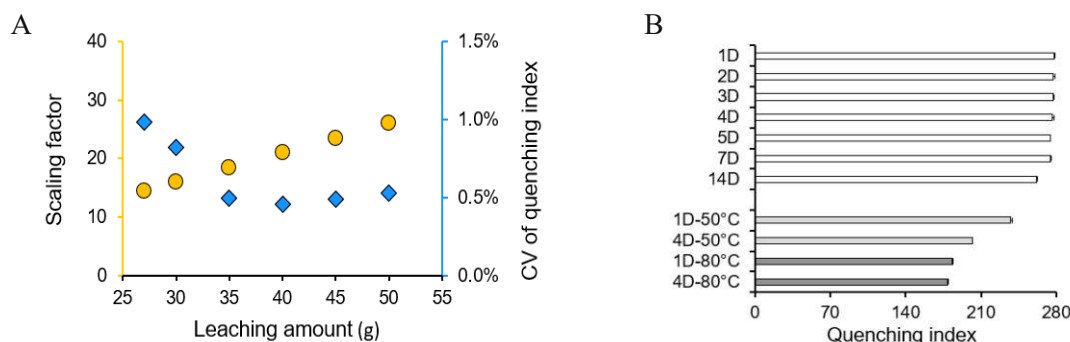 A
Scaling factor
40
30
20
10
0
1.5%
1.0%
0.5%
0.0%
CV of quenching index
25 30 35 40 45 50 55
Leaching amount (g)
B
1D
2D
3D
4D
5D
7D
14D
1D-50°C
4D-50°C
1D-80°C
4D-80°C
0 70 140 210 280
Quenching index